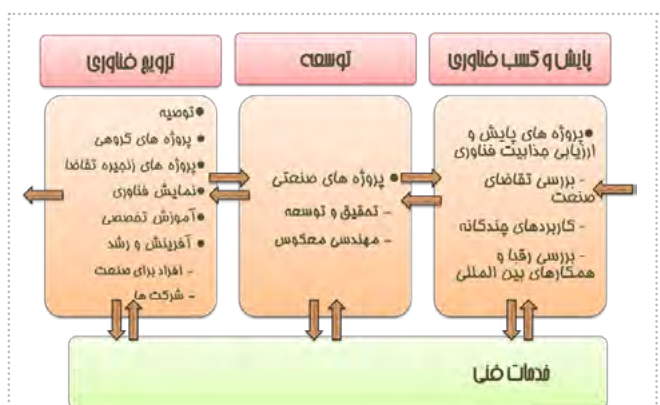 پایش و کسب فناوری
توسعه
ترویج فناوری
●پروژه های پایش و
ارزیابی جذابیت فناوری
- بررسی تقاضای
صنعت
- کاربردهای چندگانه
- بررسی رقبا و
همکارهای بین المللی
● پروژه های صنعتی
- تحقیق و توسعه
- مهندسی معکوس
●توصیه
● پروژه های گروهی
●پروژه های زنجیره تقاضا
●نمایش فناوری
●آموزش تخصصی
● آفرینش و رشد
- افراد برای صنعت
- شرکت ها
خدمات فنی